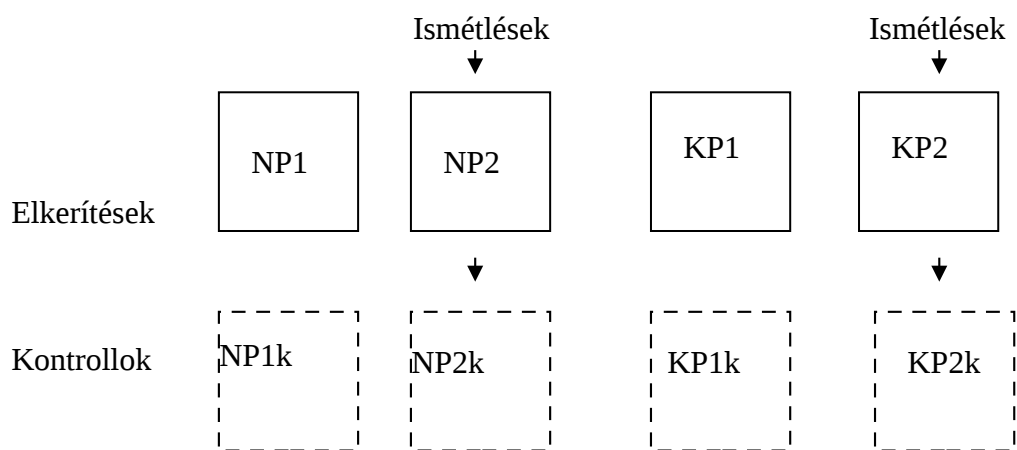 Ismétlések Ismétlések
NP1 NP2 KP1 KP2
Elkerítések
Kontrollok NP1k NP2k KP1k KP2k